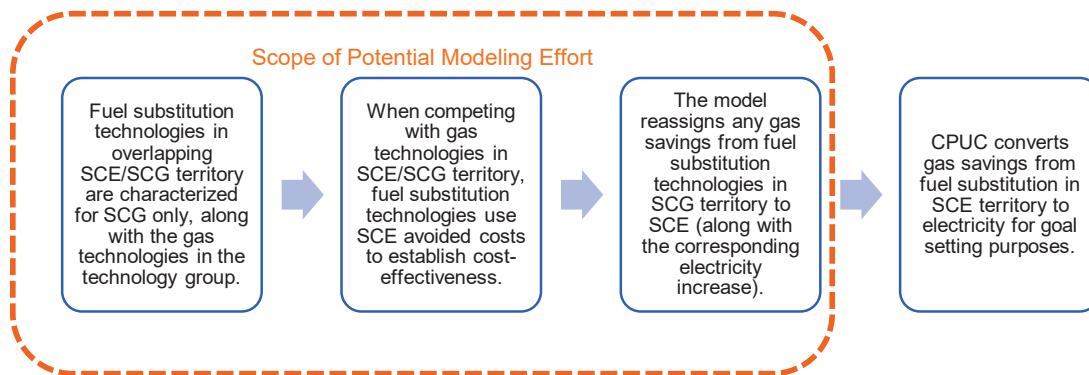 Scope of Potential Modeling Effort
Fuel substitution
technologies in
overlapping
SCE/SCG territory
are characterized
for SCG only, along
with the gas
technologies in the
technology group.
When competing
with gas
technologies in
SCE/SCG territory,
fuel substitution
technologies use
SCE avoided costs
to establish cost-
effectiveness.
The model
reassigns any gas
savings from fuel
substitution
technologies in
SCG territory to
SCE (along with
the corresponding
electricity
increase).
CPUC converts
gas savings from
fuel substitution in
SCE territory to
electricity for goal
setting purposes.